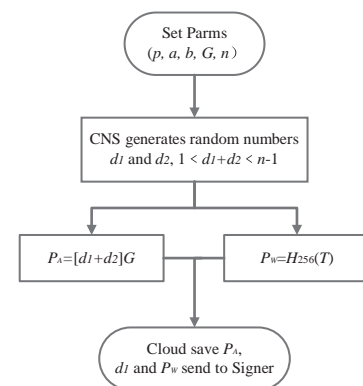 Set Parms
(p, a, b, G, n)
CNS generates random numbers
d1 and d2, 1 < d1+d2 < n-1
PA=[d1+d2]G
PW=H256(T)
Cloud save PA,
d1 and PW send to Signer